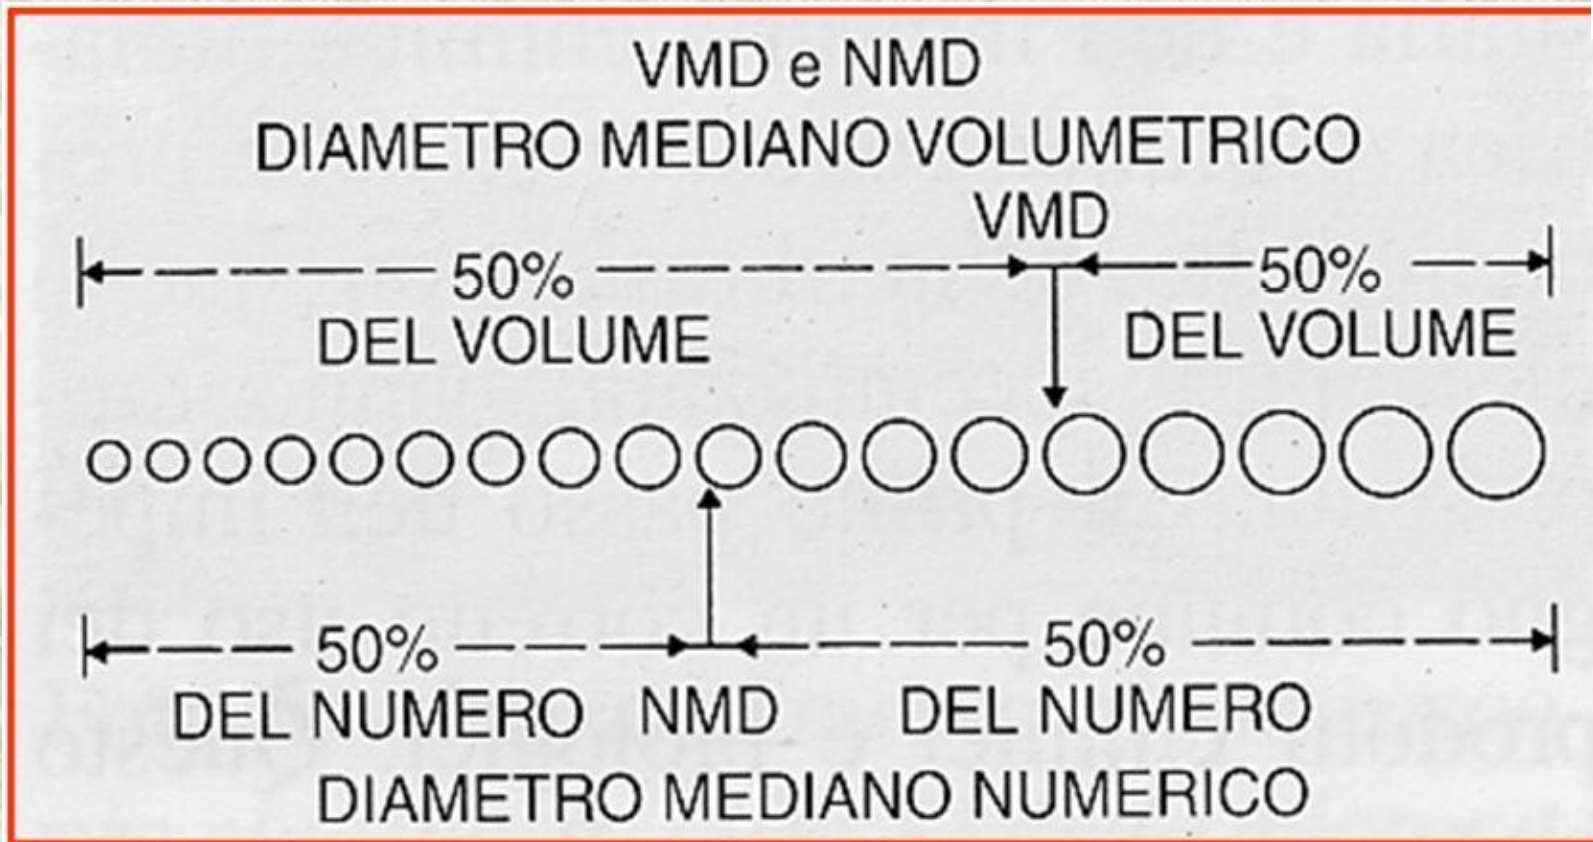 VMD e NMD
DIAMETRO MEDIANO VOLUMETRICO
VMD
50% 50%
DEL VOLUME DEL VOLUME
50% 50%
DEL NUMERO NMD DEL NUMERO
DIAMETRO MEDIANO NUMERICO